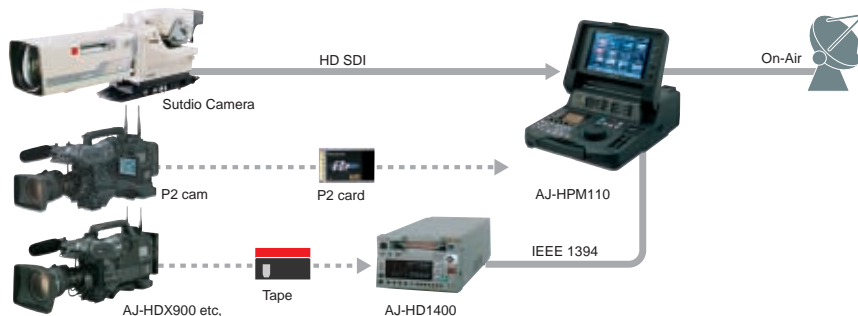 HD SDI
On-Air
Sutdio Camera
P2 cam
P2 card
AJ-HPM110
IEEE 1394
Tape
AJ-HDX900 etc,
AJ-HD1400